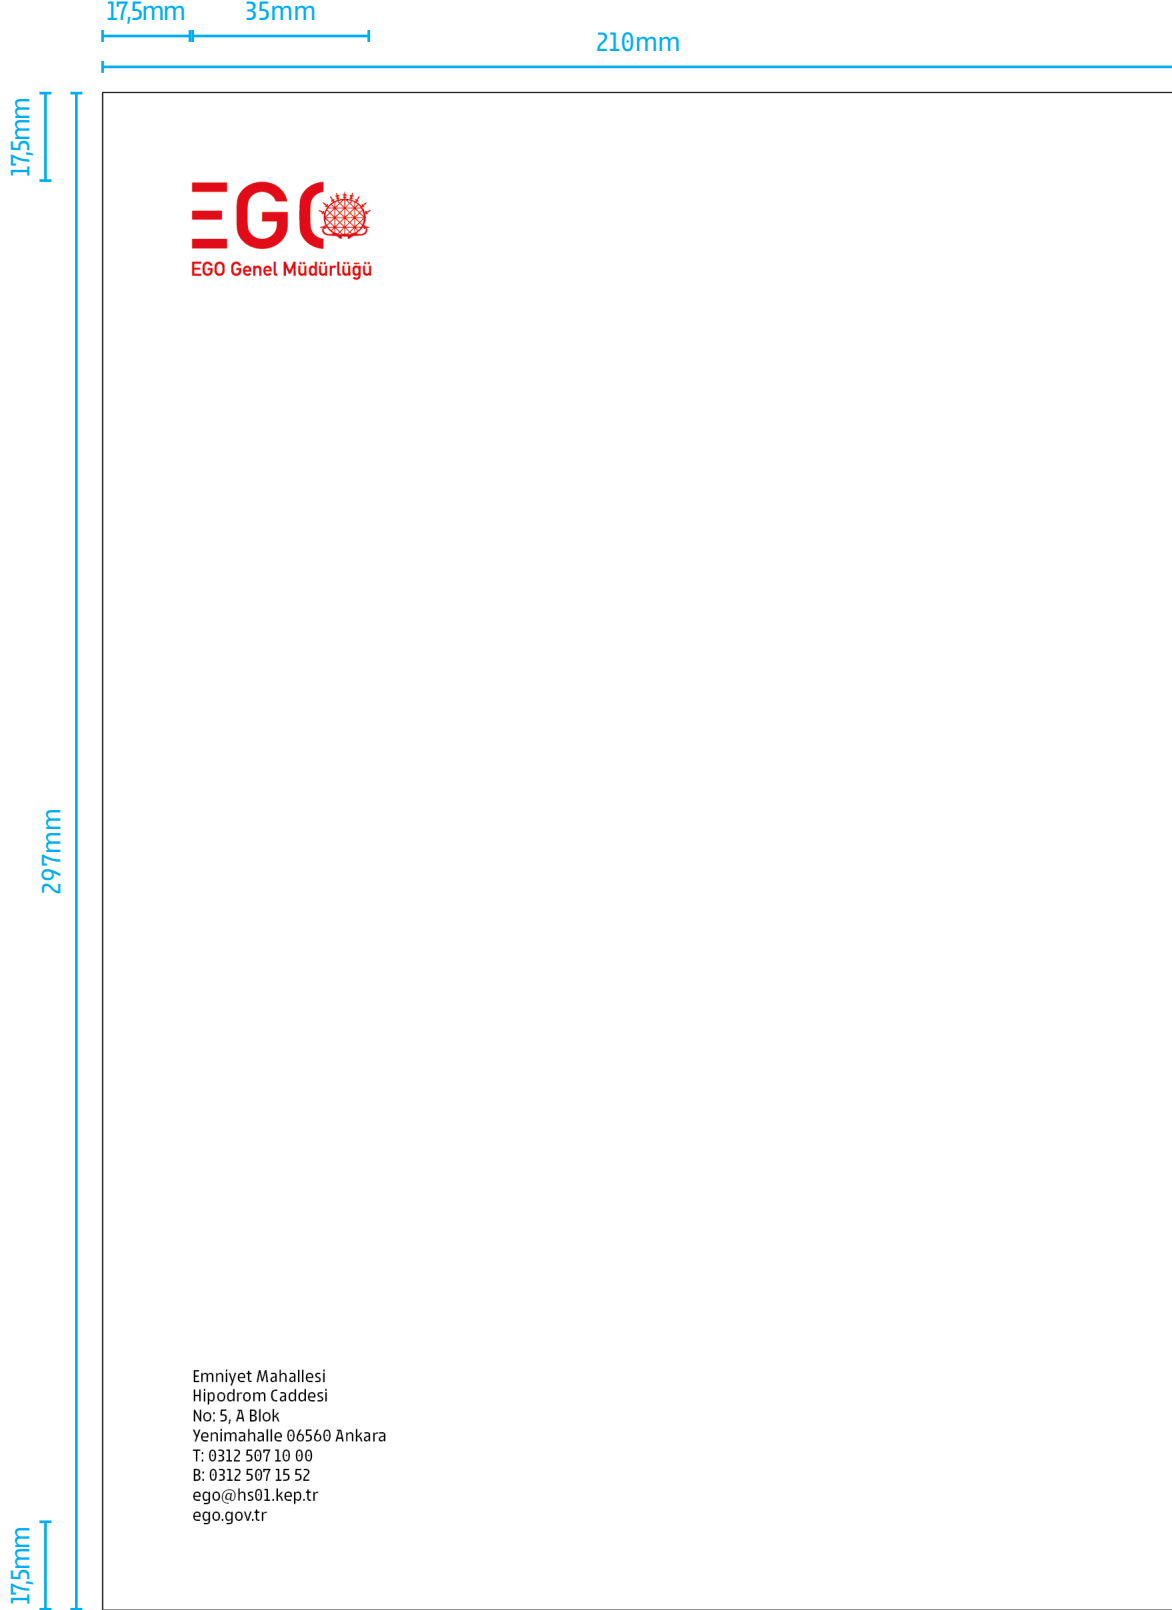 17,5mm 35mm
210mm
17,5mm
EGO
EGO Genel Müdürlüğü
297mm
Emniyet Mahallesi
Hipodrom Caddesi
No: 5, A Blok
Yenimahalle 06560 Ankara
T: 0312 507 10 00
B: 0312 507 15 52
ego@hs01.kep.tr
ego.gov.tr
17,5mm